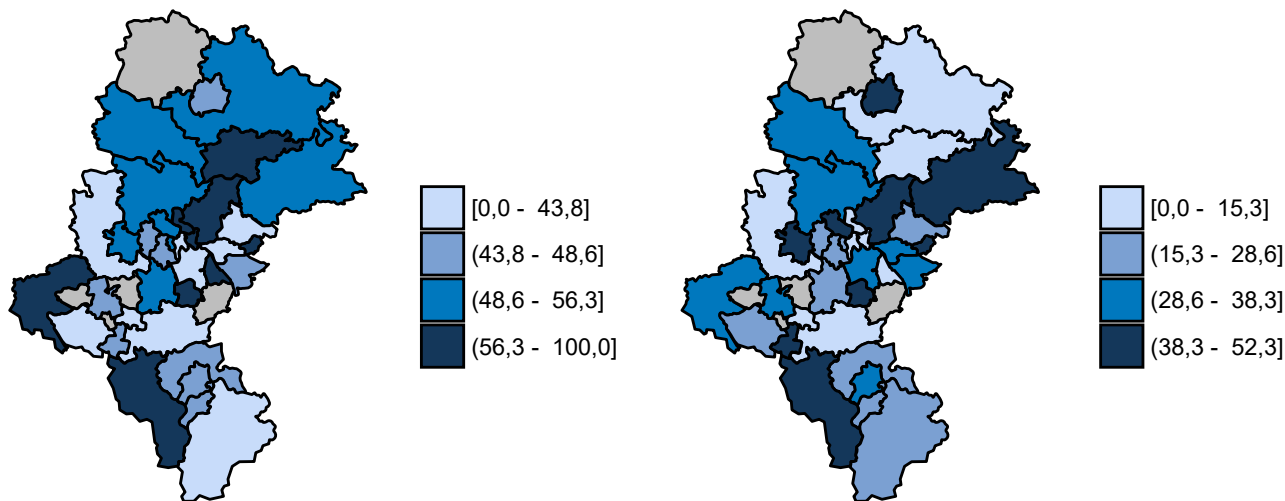 [0,0 - 43,8]
(43,8 - 48,6]
(48,6 - 56,3]
(56,3 - 100,0]
[0,0 - 15,3]
(15,3 - 28,6]
(28,6 - 38,3]
(38,3 - 52,3]